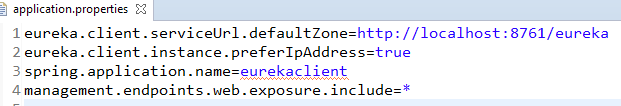 application.properties
1 eureka.client.serviceUrl.defaultZone=http://localhost:8761/eureka
2 eureka.client.instance.preferIpAddress=true
3 spring.application.name=eurekaclient
4 management.endpoints.web.exposure.include=*
5